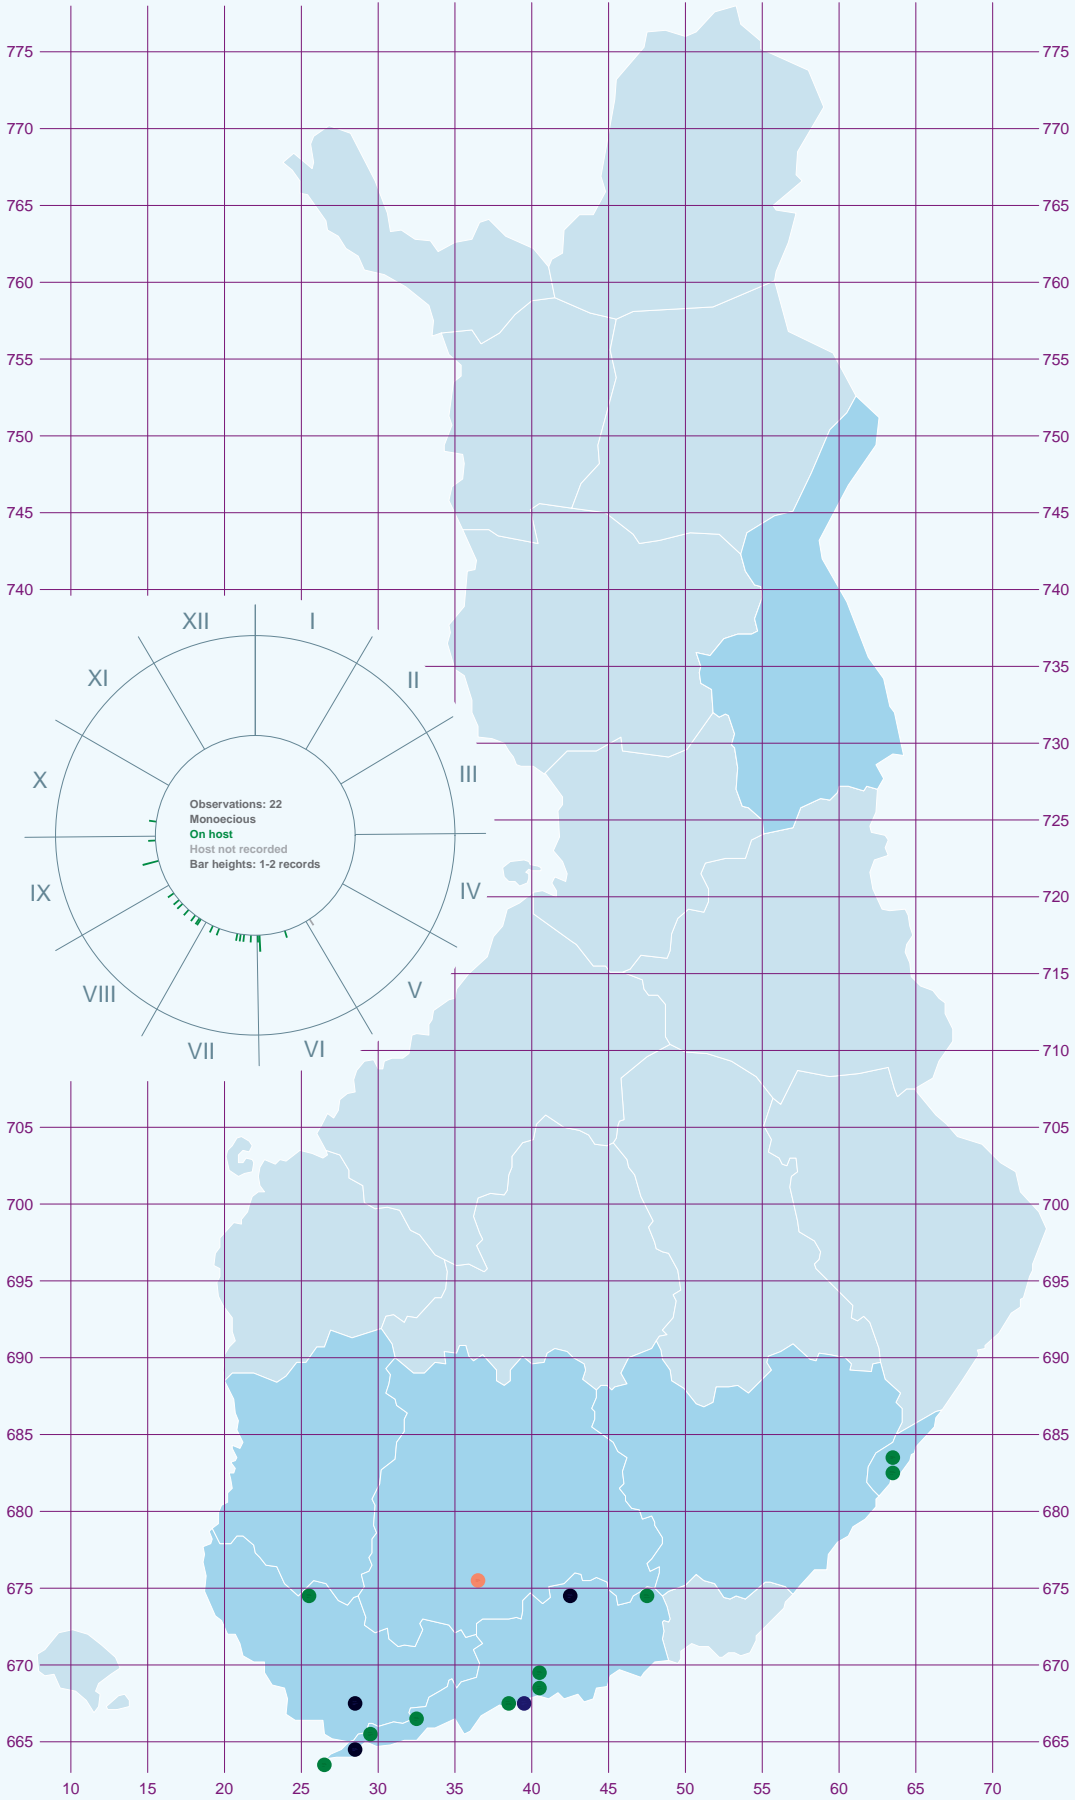 775 775
770 770
765 765
760 760
755 755
750 750
745 745
740 740
XII I
735
XI II
730
X III
Observations: 22
Monoecious
725
On host
Host not recorded
Bar heights: 1-2 records
IX IV
720
VIII V
715
VII VI
710
705 705
700 700
695 695
690 690
685 685
680 680
675 675
670 670
665 665
10 15 20 25 30 35 40 45 50 55 60 65 70